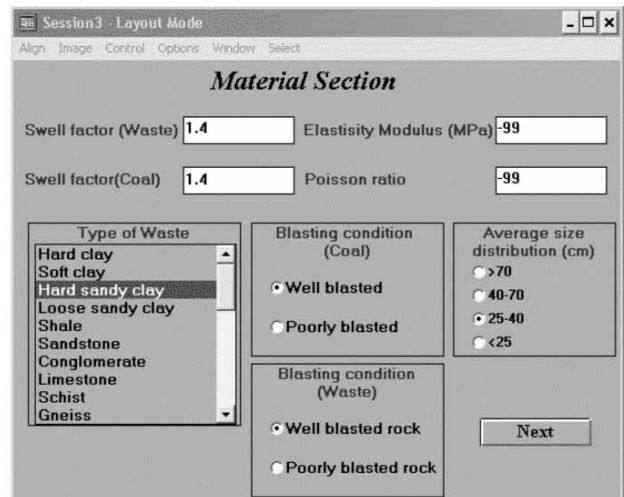 Session3 - Layout Mode
Align Image Control Options Window Select
Material Section
Swell factor (Waste) 1.4 Elastisity Modulus (MPa) -99
Swell factor(Coal) 1.4 Poisson ratio -99
Type of Waste
Hard clay
Soft clay
Hard sandy clay
Loose sandy clay
Shale
Sandstone
Conglomerate
Limestone
Schist
Gneiss
Blasting condition
(Coal)
Well blasted
Poorly blasted
Blasting condition
(Waste)
Well blasted rock
Poorly blasted rock
Average size
distribution (cm)
>70
40-70
25-40
<25
Next